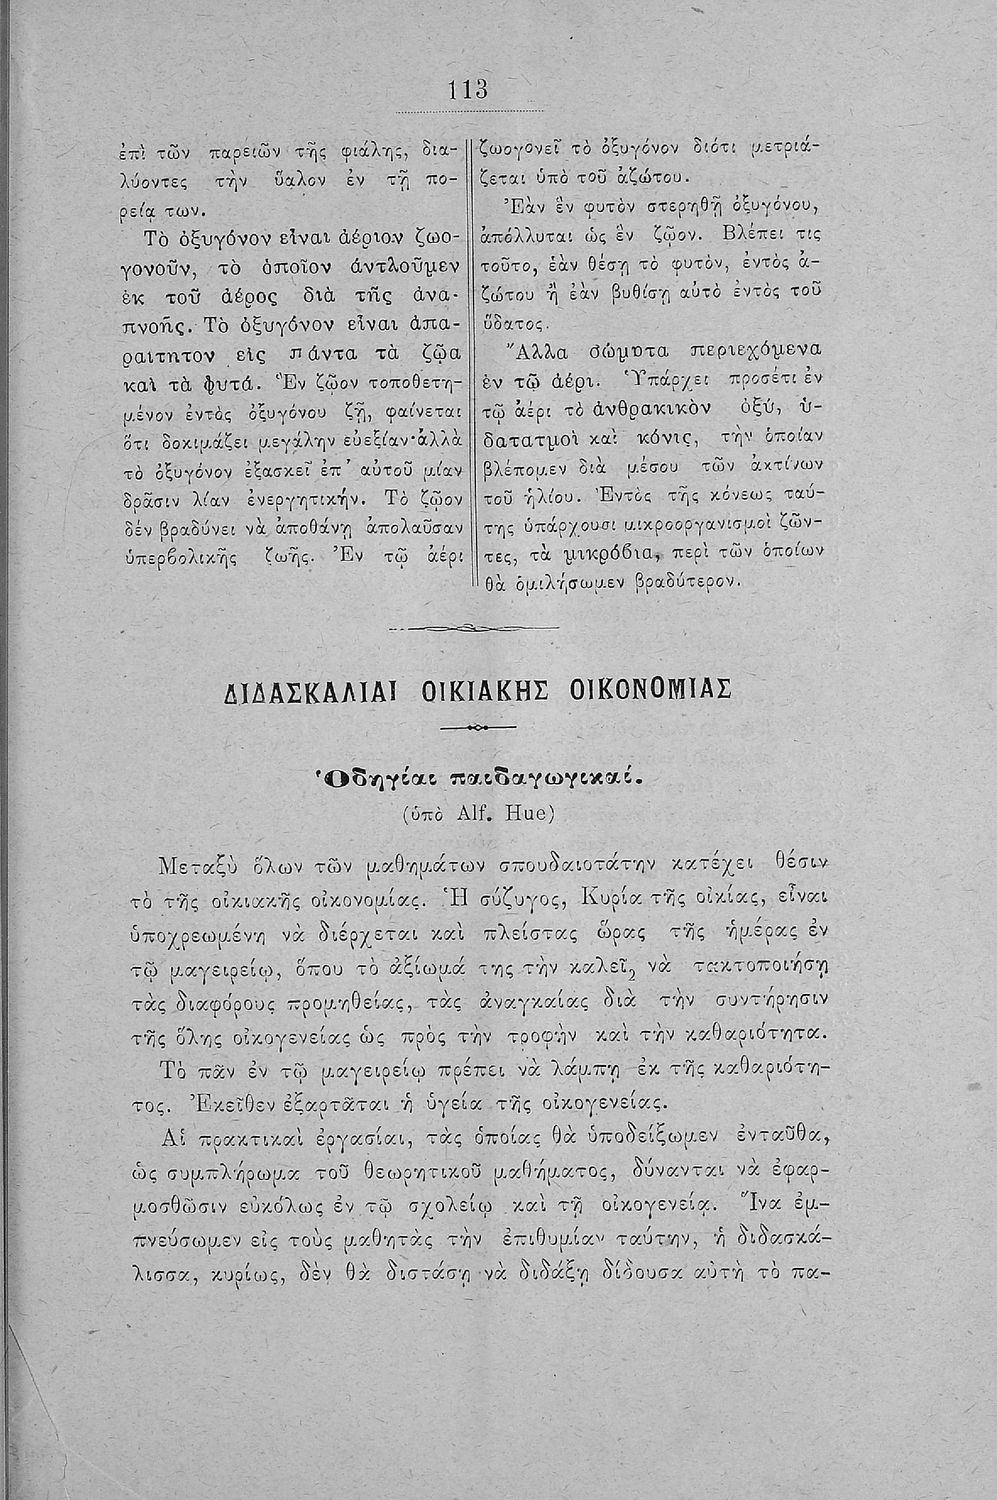 113
ἐπὶ τῶν παρειῶν τῆς φιάλης, δια-
λύοντες τὴν ὕαλον ἐν τῇ πο-
ρείᾳ των.
Τὸ ὀξυγόνον εἶναι ἀέριον ζωο-
γονοῦν, τὸ ὁποῖον ἀντλοῦμεν
ἐκ τοῦ ἀέρος διὰ τῆς ἀνα-
πνοῆς. Τὸ ὀξυγόνον εἶναι ἀπα-
ραίτητον εἰς πάντα τὰ ζῷα
καὶ τὰ φυτά. Ἓν ζῷον τοποθετη-
μένον ἐντὸς ὀξυγόνου ζῇ, φαίνεται
ὅτι δοκιμάζει μεγάλην εὐεξίαν· ἀλλὰ
τὸ ὀξυγόνον ἐξασκεῖ ἐπ' αὐτοῦ μίαν
δρᾶσιν λίαν ἐνεργητικήν. Τὸ ζῷον
δὲν βραδύνει νὰ ἀποθάνῃ ἀπολαῦσαν
ὑπερβολικῆς ζωῆς. Ἐν τῷ ἀέρι
ζωογονεῖ τὸ ὀξυγόνον διότι μετριά-
ζεται ὑπὸ τοῦ ἀζώτου.
Ἐὰν ἓν φυτὸν στερηθῇ ὀξυγόνου,
ἀπόλλυται ὡς ἓν ζῷον. Βλέπει τις
τοῦτο, ἐὰν θέσῃ τὸ φυτὸν, ἐντὸς ἀ-
ζώτου ἢ ἐὰν βυθίσῃ αὐτὸ ἐντὸς τοῦ
ὕδατος.
Ἄλλα σώματα περιεχόμενα
ἐν τῷ ἀέρι. Ὑπάρχει προσέτι ἐν
τῷ ἀέρι τὸ ἀνθρακικὸν ὀξύ, ὑ-
δατατμοὶ καὶ κόνις, τὴν ὁποίαν
βλέπομεν διὰ μέσου τῶν ἀκτίνων
τοῦ ἡλίου. Ἐντὸς τῆς κόνεως ταύ-
της ὑπάρχουσι μικροοργανισμοὶ ζῶν-
τες, τὰ μικρόβια, περὶ τῶν ὁποίων
θὰ ὁμιλήσωμεν βραδύτερον.
ΔΙΔΑΣΚΑΛΙΑΙ ΟΙΚΙΑΚΗΣ ΟΙΚΟΝΟΜΙΑΣ
Ὁδηγίαι παιδαγωγικαί.
(ὑπὸ Alf. Hue)
Μεταξὺ ὅλων τῶν μαθημάτων σπουδαιοτάτην κατέχει θέσιν
τὸ τῆς οἰκιακῆς οἰκονομίας. Ἡ σύζυγος, Κυρία τῆς οἰκίας, εἶναι
ὑποχρεωμένη νὰ διέρχεται καὶ πλείστας ὥρας τῆς ἡμέρας ἐν
τῷ μαγειρείῳ, ὅπου τὸ ἀξίωμά της τὴν καλεῖ, νὰ τακτοποιήσῃ
τὰς διαφόρους προμηθείας, τὰς ἀναγκαίας διὰ τὴν συντήρησιν
τῆς ὅλης οἰκογενείας ὡς πρὸς τὴν τροφὴν καὶ τὴν καθαριότητα.
Τὸ πᾶν ἐν τῷ μαγειρείῳ πρέπει νὰ λάμπῃ ἐκ τῆς καθαριότη-
τος. Ἐκεῖθεν ἐξαρτᾶται ἡ ὑγεία τῆς οἰκογενείας.
Αἱ πρακτικαὶ ἐργασίαι, τὰς ὁποίας θὰ ὑποδείξωμεν ἐνταῦθα,
ὡς συμπλήρωμα τοῦ θεωρητικοῦ μαθήματος, δύνανται νὰ ἐφαρ-
μοσθῶσιν εὐκόλως ἐν τῷ σχολείῳ καὶ τῇ οἰκογενείᾳ. Ἵνα ἐμ-
πνεύσωμεν εἰς τοὺς μαθητὰς τὴν ἐπιθυμίαν ταύτην, ἡ διδασκά-
λισσα, κυρίως, δὲν θὰ διστάσῃ νὰ διδάξῃ δίδουσα αὐτὴ τὸ πα-